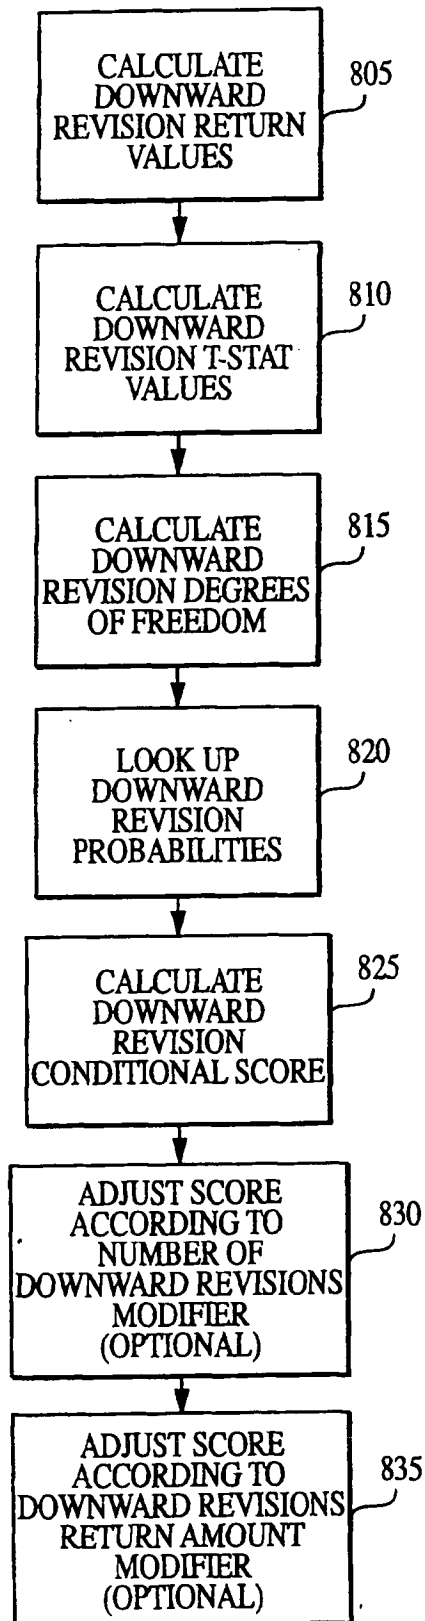 CALCULATE
DOWNWARD
REVISION RETURN
VALUES
805
CALCULATE
DOWNWARD
REVISION T-STAT
VALUES
810
CALCULATE
DOWNWARD
REVISION DEGREES
OF FREEDOM
815
LOOK UP
DOWNWARD
REVISION
PROBABILITIES
820
CALCULATE
DOWNWARD
REVISION
CONDITIONAL SCORE
825
ADJUST SCORE
ACCORDING TO
NUMBER OF
DOWNWARD REVISIONS
MODIFIER
(OPTIONAL)
830
ADJUST SCORE
ACCORDING TO
DOWNWARD REVISIONS
RETURN AMOUNT
MODIFIER
(OPTIONAL)
835